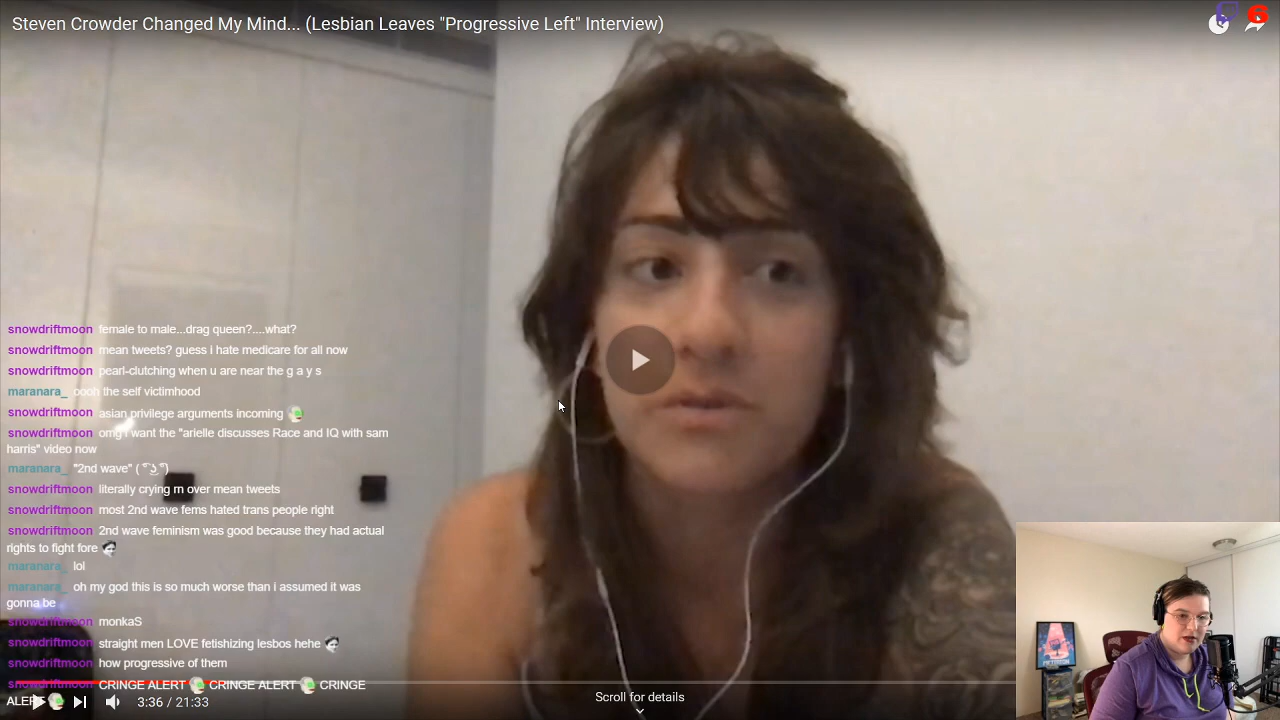 Steven Crowder Changed My Mind... (Lesbian Leaves "Progressive Left" Interview)
6
snowdriftmoon female to male...drag queen?....what?
snowdriftmoon mean tweets? guess i hate medicare for all now
snowdriftmoon pearl-clutching when u are near the g a y s
maranara_ oooh the self victimhood
snowdriftmoon asian privilege arguments incoming
snowdriftmoon omg i want the "arielle discusses Race and IQ with sam
harris" video now
maranara_ "2nd wave" ( ͡° ͜ʖ ͡°)
snowdriftmoon literally crying rn over mean tweets
snowdriftmoon most 2nd wave fems hated trans people right
snowdriftmoon 2nd wave feminism was good because they had actual
rights to fight fore
maranara_ lol
maranara_ oh my god this is so much worse than i assumed it was
gonna be
snowdriftmoon monkaS
snowdriftmoon straight men LOVE fetishizing lesbos hehe
snowdriftmoon how progressive of them
snowdriftmoon CRINGE ALERT CRINGE ALERT CRINGE
ALERT
3:36 / 21:33
Scroll for details